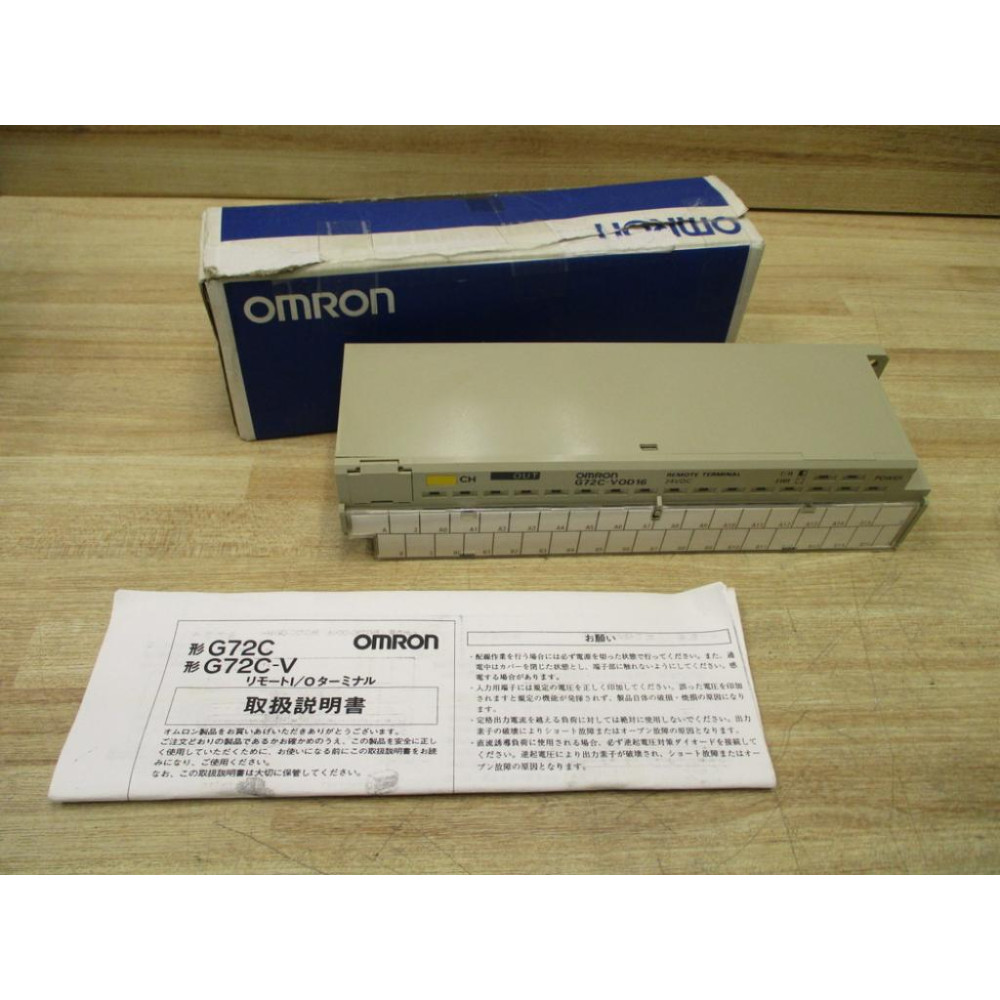 OMRON
OMRON
CH
OUT
OMRON
G72C-VOD16
REMOTE TERMINAL
24VDC
POWER
形 G72C
形 G72C-V
OMRON
リモートI/Oターミナル
取扱説明書
オムロン製品をお買いあげいただきありがとうございます。
ご注文どおりの製品であるかお確かめのうえ、この製品を安全に正し
く使用していただくために、お使いになる前にこの取扱説明書をお読
みになり、ご使用ください。
なお、この取扱説明書は大切に保管してください。
お願い
・配線作業を行う場合には必ず電源を切った状態で行ってください。また、通
電中はカバーを閉じた状態とし、端子部に触れないようにしてください。感
電する場合があります。
・入力用端子には規定の電圧を正しく印加してください。誤った電圧を印加
されますと規定の機能が発揮されず、製品自体の破損・焼損の原因になり
ます。
・定格出力電流を越える負荷に対しては絶対に使用しないでください。出力
素子の破壊によりショート故障またはオープン故障の原因となります。
・直流誘導負荷に使用される場合、必ず逆起電圧対策ダイオードを接続して
ください。逆起電圧により出力素子が破壊され、ショート故障またはオー
プン故障の原因となります。